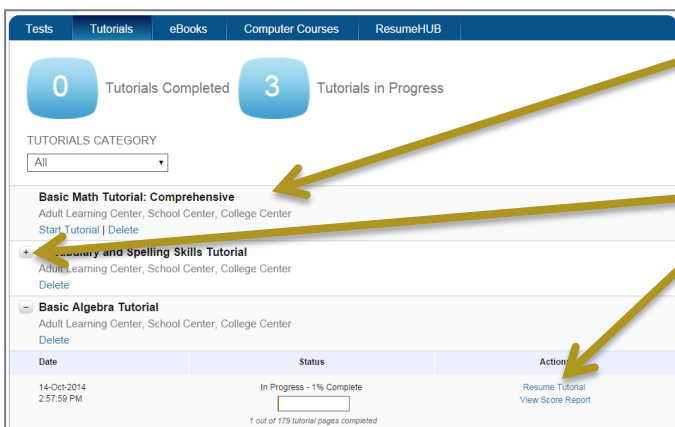 Tests Tutorials eBooks Computer Courses ResumeHUB
0 Tutorials Completed 3 Tutorials in Progress
TUTORIALS CATEGORY
All
Basic Math Tutorial: Comprehensive
Adult Learning Center, School Center, College Center
Start Tutorial | Delete
and Spelling Skills Tutorial
Adult Learning Center, School Center, College Center
Delete
Basic Algebra Tutorial
Adult Learning Center, School Center, College Center
Delete
Date Status
14-Oct-2014 In Progress - 1% Complete Resume Tutorial
2:57:59 PM View Score Report
1 out of 179 tutorial pages completed